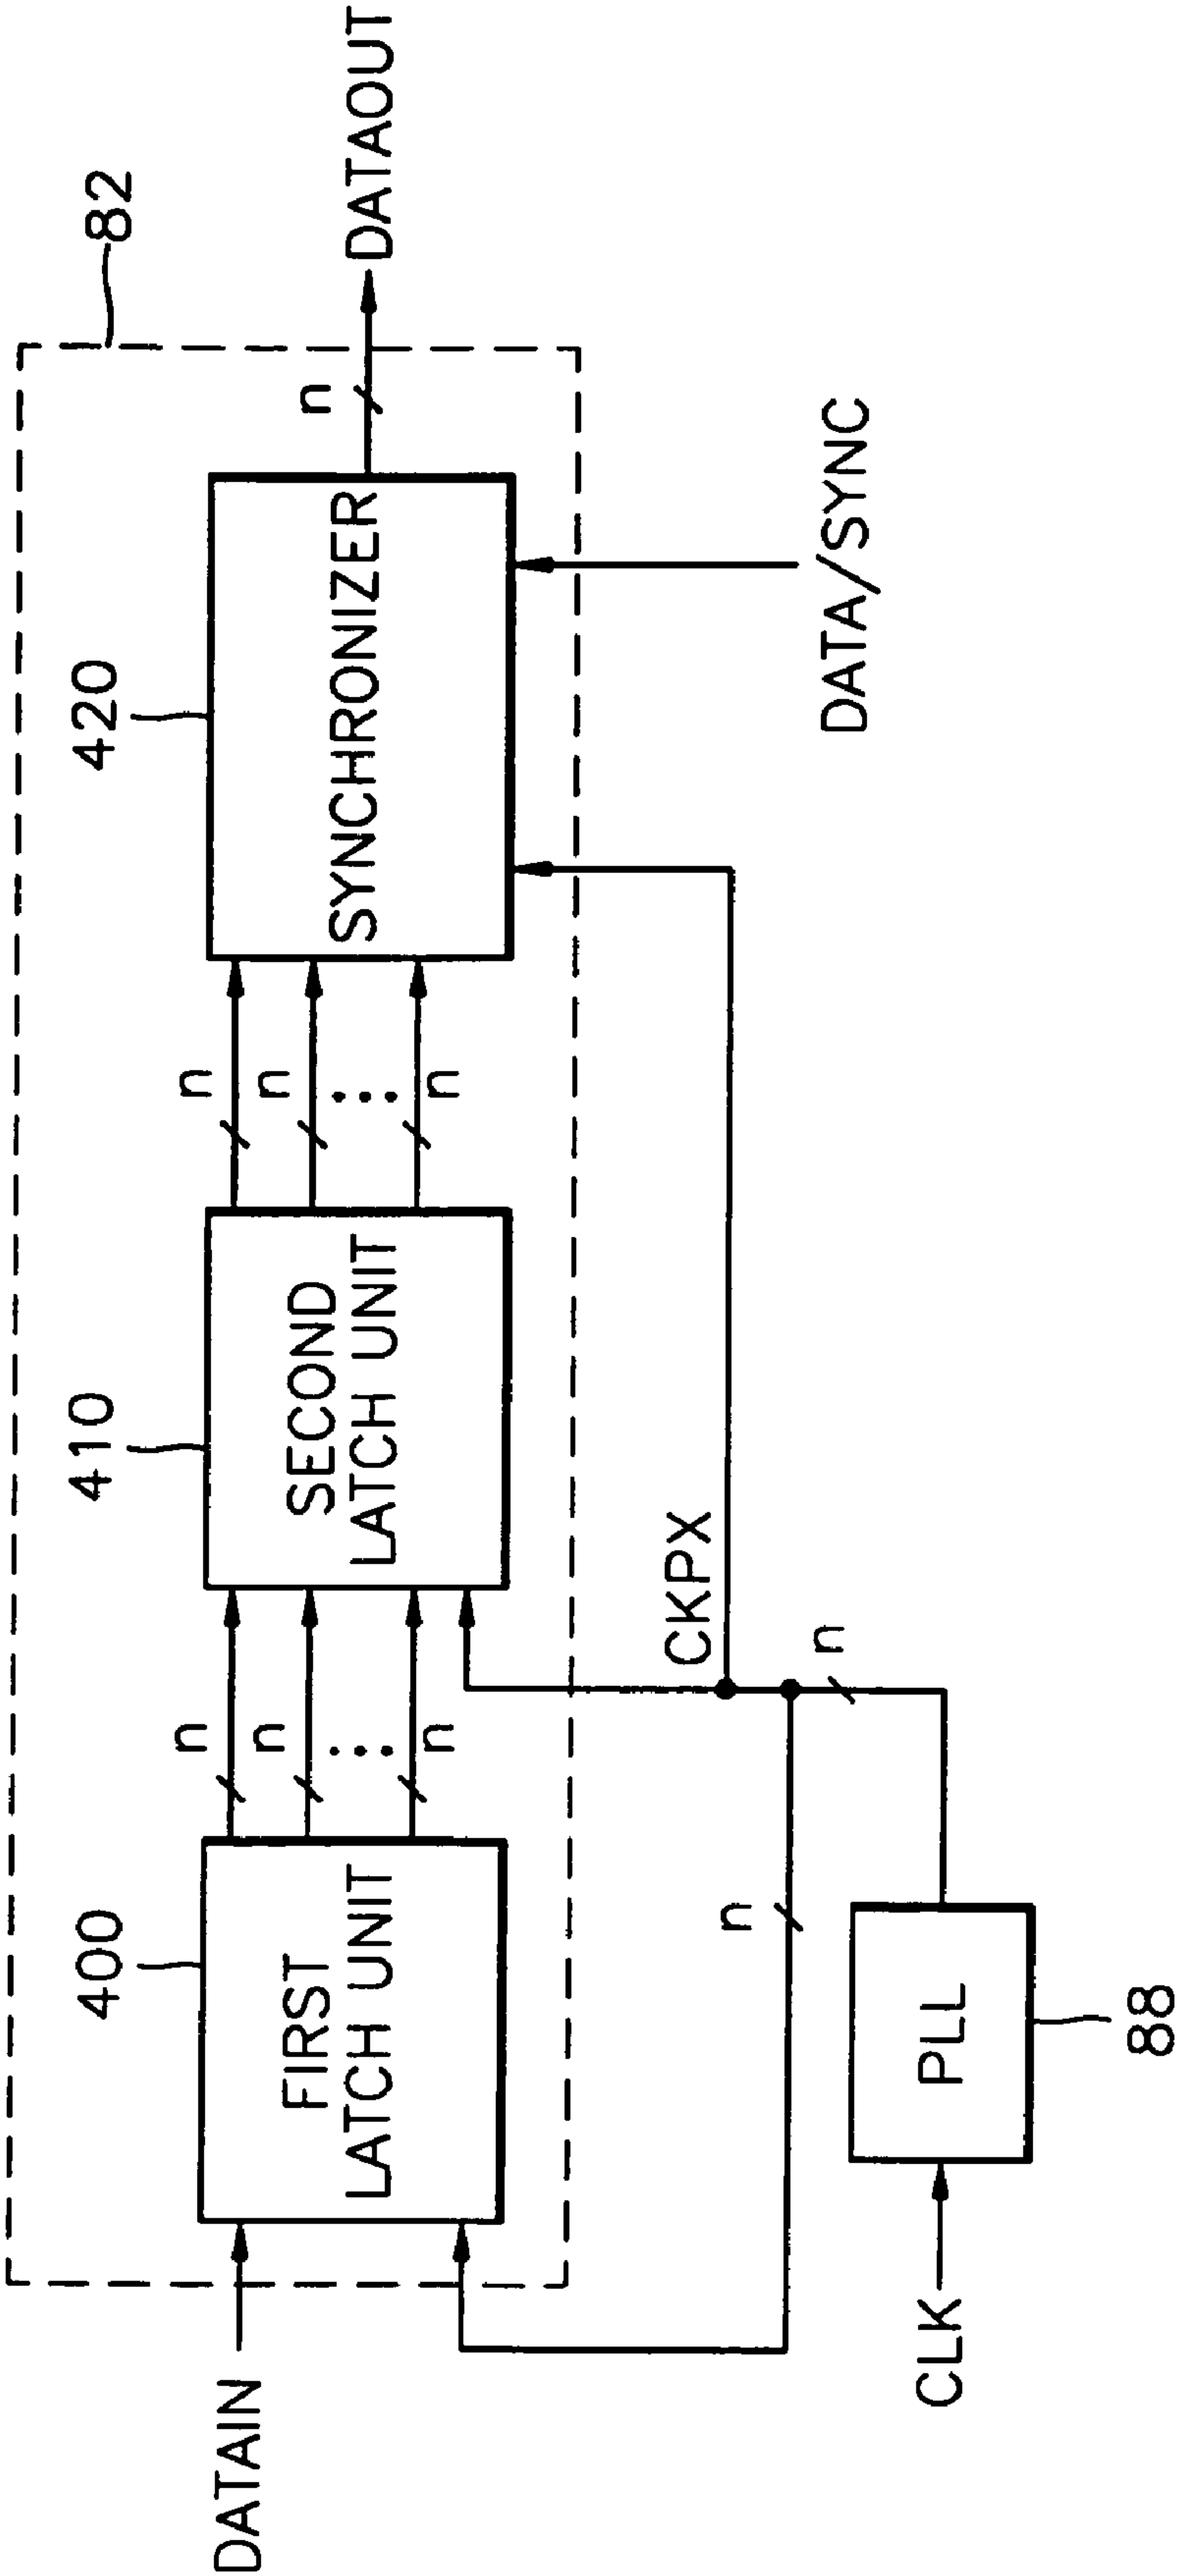 82
420
410
400
n
n
n
n
n
n
n
DATAIN
FIRST
LATCH UNIT
SECOND
LATCH UNIT
SYNCHRONIZER
DATAOUT
CKPX
n
n
DATA/SYNC
CLK
PLL
88